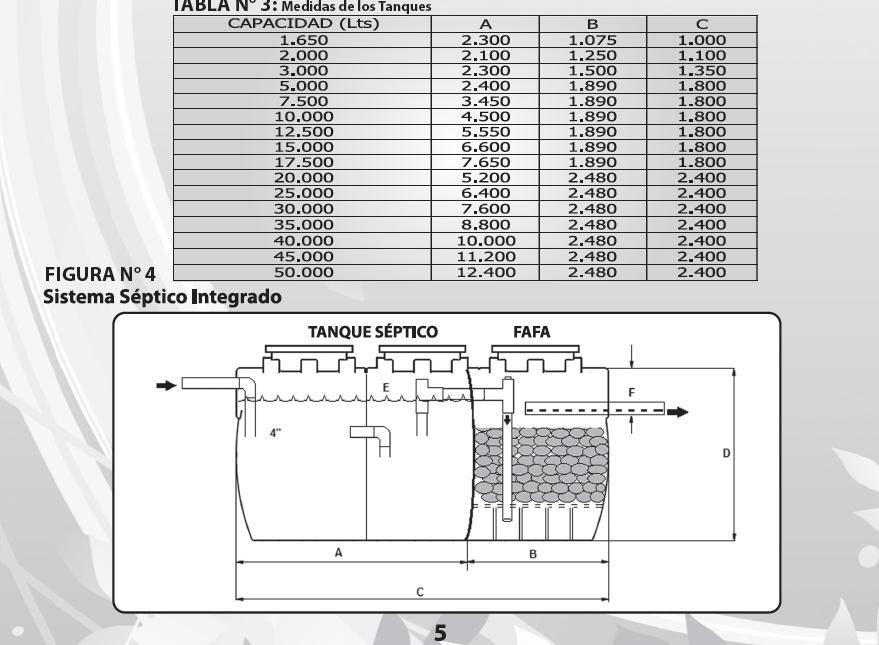 TABLA N° 3: Medidas de los Tanques
CAPACIDAD (Lts) A B C
1.650 2.300 1.075 1.000
2.000 2.100 1.250 1.100
3.000 2.300 1.500 1.350
5.000 2.400 1.890 1.800
7.500 3.450 1.890 1.800
10.000 4.500 1.890 1.800
12.500 5.550 1.890 1.800
15.000 6.600 1.890 1.800
17.500 7.650 1.890 1.800
20.000 5.200 2.480 2.400
25.000 6.400 2.480 2.400
30.000 7.600 2.480 2.400
35.000 8.800 2.480 2.400
40.000 10.000 2.480 2.400
45.000 11.200 2.480 2.400
50.000 12.400 2.480 2.400
FIGURA N° 4
Sistema Séptico Integrado
TANQUE SÉPTICO FAFA
E
F
4"
D
A B
C
5